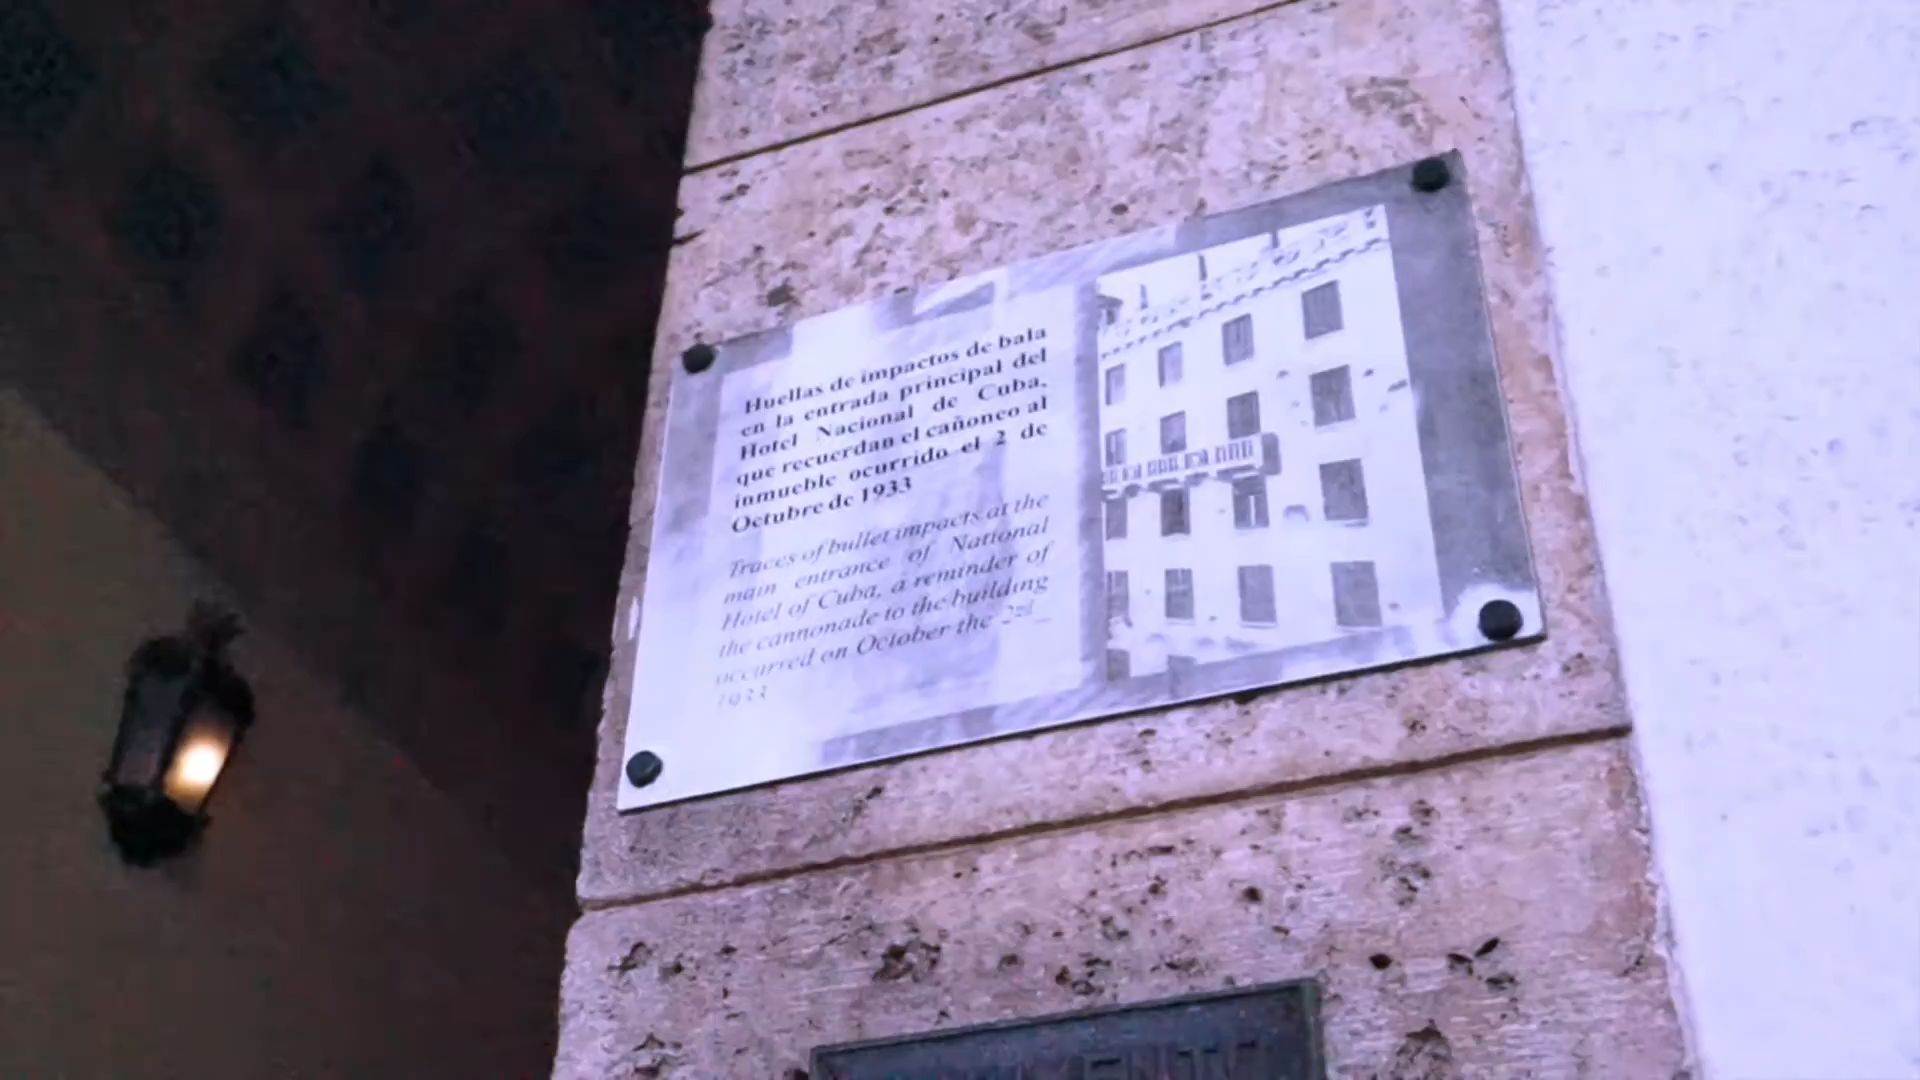 Huellas de impactos de bala
en la entrada principal del
Hotel Nacional de Cuba,
que recuerdan el cañoneo al
inmueble ocurrido el 2 de
Octubre de 1933
Traces of bullet impacts at the
main entrance of National
Hotel of Cuba, a reminder of
the cannonade to the building
occurred on October the 2nd
1933